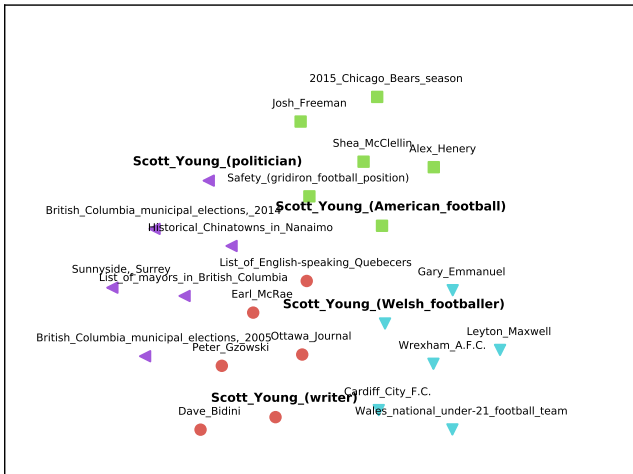 2015_Chicago_Bears_season
Josh_Freeman
Shea_McClellin
Alex_Henery
Scott_Young_(politician)
Safety_(gridiron_football_position)
Scott_Young_(American_football)
British_Columbia_municipal_elections,_2014
Historical_Chinatowns_in_Nanaimo
List_of_English-speaking_Quebecers
Sunnyside,_Surrey
Gary_Emmanuel
List_of_mayors_in_British_Columbia
Earl_McRae
Scott_Young_(Welsh_footballer)
Leyton_Maxwell
British_Columbia_municipal_elections,_2005
Ottawa_Journal
Peter_Gzowski
Wrexham_A.F.C.
Cardiff_City_F.C.
Scott_Young_(writer)
Dave_Bidini
Wales_national_under-21_football_team